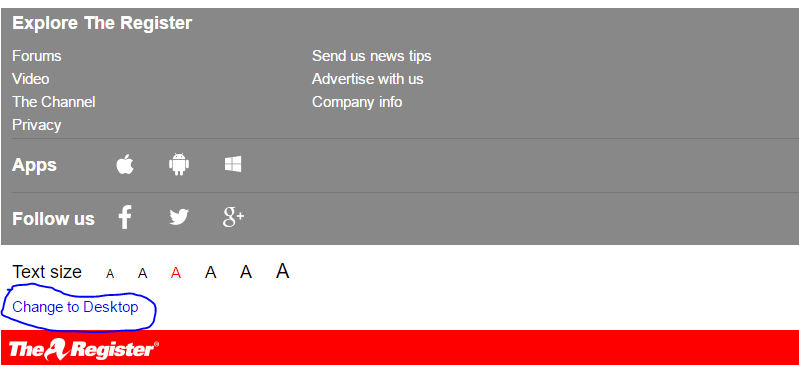 Explore The Register
Forums
Send us news tips
Video
Advertise with us
The Channel
Company info
Privacy
Apps
Follow us
Text size A A A A A A
Change to Desktop
The A Register®